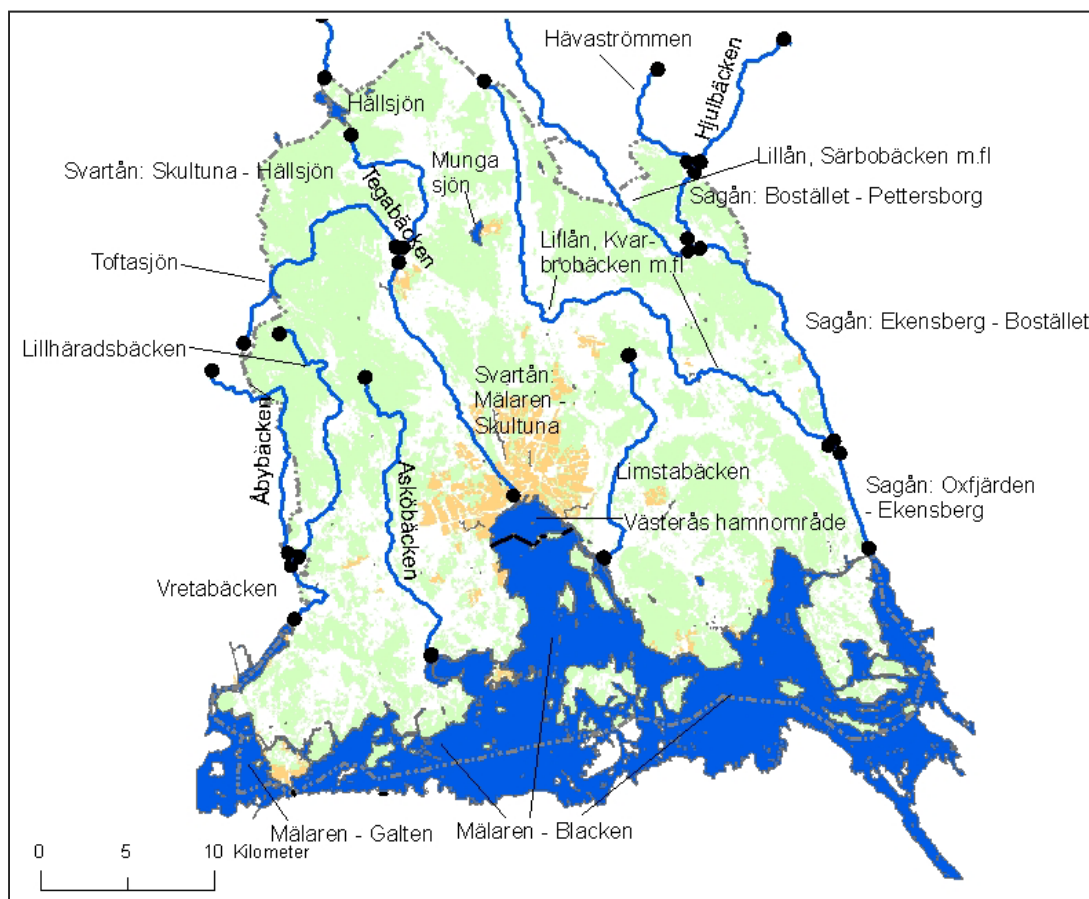 Hävaströmmen
Hjulbäcken
Hällsjön
Svartån: Skultuna - Hällsjön
Munga
sjön
Tegabäcken
Lillån, Särbobäcken m.fl
Sagån: Bostället - Pettersborg
Toftasjön
Liflån, Kvar-
brobäcken m.fl
Sagån: Ekensberg - Bostället
Lillhäradsbäcken
Svartån:
Mälaren -
Skultuna
Åbybäcken
Asköbäcken
Limstabäcken
Sagån: Oxfjärden
- Ekensberg
Västerås hamnområde
Vretabäcken
Mälaren - Galten
Mälaren - Blacken
0 5 10 Kilometer